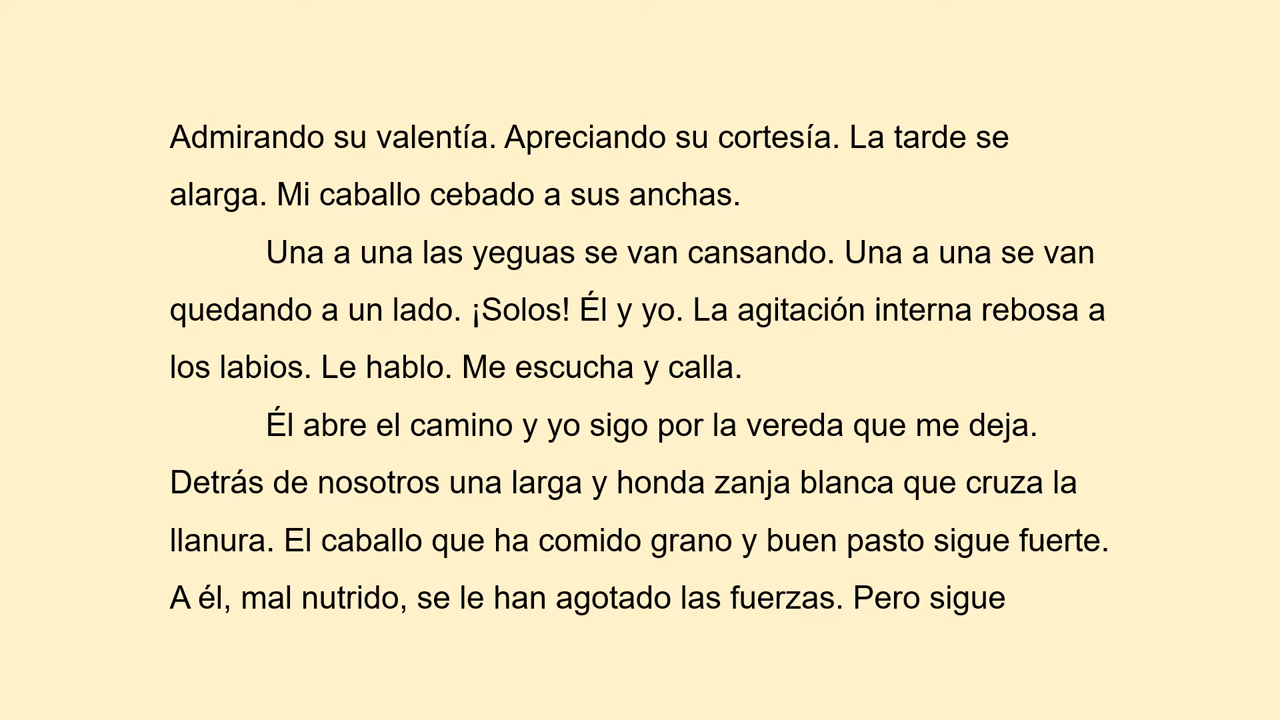 Admirando su valentía. Apreciando su cortesía. La tarde se
alarga. Mi caballo cebado a sus anchas.
Una a una las yeguas se van cansando. Una a una se van
quedando a un lado. ¡Solos! Él y yo. La agitación interna rebosa a
los labios. Le hablo. Me escucha y calla.
Él abre el camino y yo sigo por la vereda que me deja.
Detrás de nosotros una larga y honda zanja blanca que cruza la
llanura. El caballo que ha comido grano y buen pasto sigue fuerte.
A él, mal nutrido, se le han agotado las fuerzas. Pero sigue